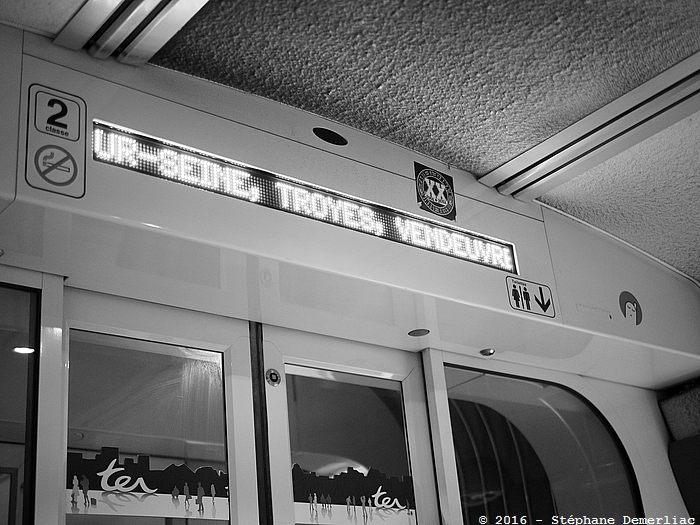 2
classe
UR-SEINE, TROYES, VENDEUVRE
XX
ter
ter
© 2016 - Stéphane Demerliac